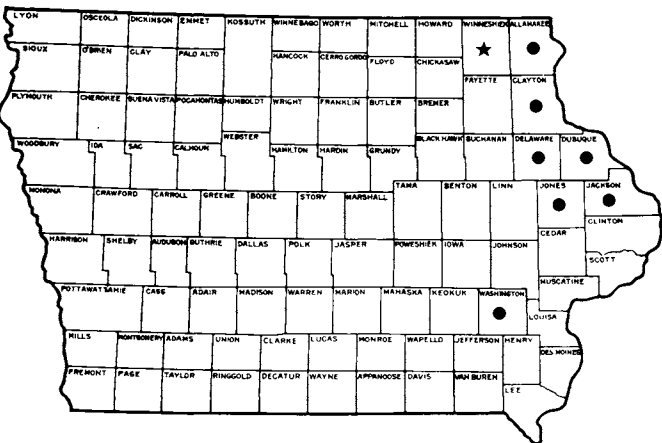 LYON OSCEOLA DICKINSON EMMET KOSSUTH WINNEBAGO WORTH MITCHELL HOWARD WINNESHIEK ALLAMAKEE
SIOUX O'BRIEN CLAY PALO ALTO HANCOCK CERRO GORDO FLOYD CHICKASAW
FAYETTE CLAYTON
PLYMOUTH CHEROKEE BUENA VISTA POCAHONTAS HUMBOLDT WRIGHT FRANKLIN BUTLER BREMER
WOODBURY IDA SAC CALHOUN WEBSTER HAMILTON HARDIN GRUNDY BLACK HAWK BUCHANAN DELAWARE DUBUQUE
MONONA CRAWFORD CARROLL GREENE BOONE STORY MARSHALL TAMA BENTON LINN JONES JACKSON
CLINTON
CEDAR
HARRISON SHELBY AUDUBON GUTHRIE DALLAS POLK JASPER POWESHIEK IOWA JOHNSON
SCOTT
MUSCATINE
POTTAWATTAMIE CASS ADAIR MADISON WARREN MARION MAHASKA KEOKUK WASHINGTON
LOUISA
MILLS MONTGOMERY ADAMS UNION CLARKE LUCAS MONROE WAPELLO JEFFERSON HENRY
DES MOINES
FREMONT PAGE TAYLOR RINGGOLD DECATUR WAYNE APPANOOSE DAVIS VAN BUREN
LEE